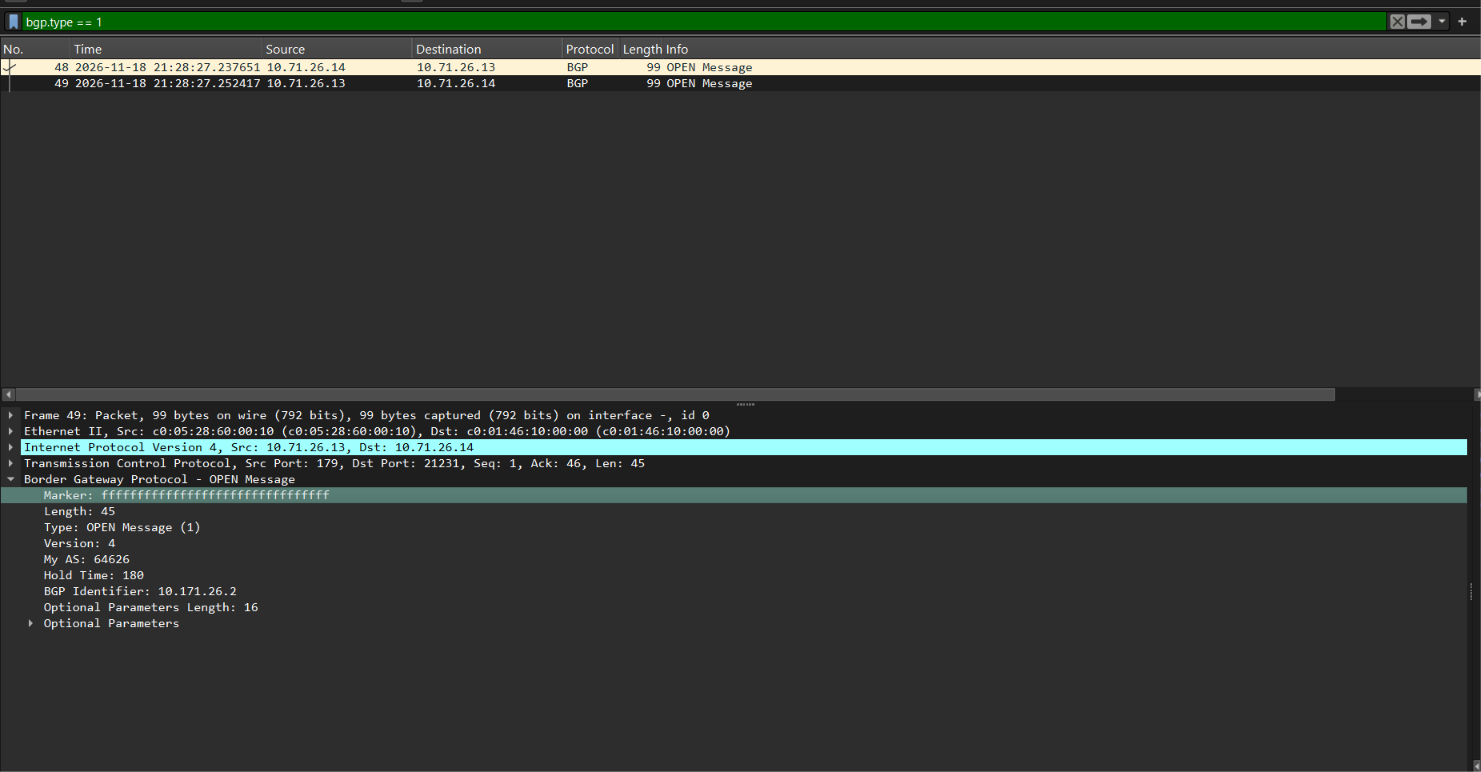 bgp.type == 1
No. Time Source Destination Protocol Length Info
48 2026-11-18 21:28:27.237651 10.71.26.14 10.71.26.13 BGP 99 OPEN Message
49 2026-11-18 21:28:27.252417 10.71.26.13 10.71.26.14 BGP 99 OPEN Message
Frame 49: Packet, 99 bytes on wire (792 bits), 99 bytes captured (792 bits) on interface -, id 0
Ethernet II, Src: c0:05:28:60:00:10 (c0:05:28:60:00:10), Dst: c0:01:46:10:00:00 (c0:01:46:10:00:00)
Internet Protocol Version 4, Src: 10.71.26.13, Dst: 10.71.26.14
Transmission Control Protocol, Src Port: 179, Dst Port: 21231, Seq: 1, Ack: 46, Len: 45
Border Gateway Protocol - OPEN Message
Marker: ffffffffffffffffffffffffffffffff
Length: 45
Type: OPEN Message (1)
Version: 4
My AS: 64626
Hold Time: 180
BGP Identifier: 10.171.26.2
Optional Parameters Length: 16
Optional Parameters